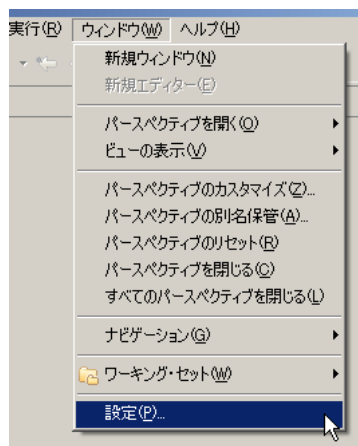 実行(R) ウィンドウ(W) ヘルプ(H)
新規ウィンドウ(N)
新規エディター(E)
パースペクティブを開く(O)
ビューの表示(V)
パースペクティブのカスタマイズ(Z)...
パースペクティブの別名保管(A)...
パースペクティブのリセット(R)
パースペクティブを閉じる(C)
すべてのパースペクティブを閉じる(L)
ナビゲーション(G)
ワーキング・セット(W)
設定(P)...